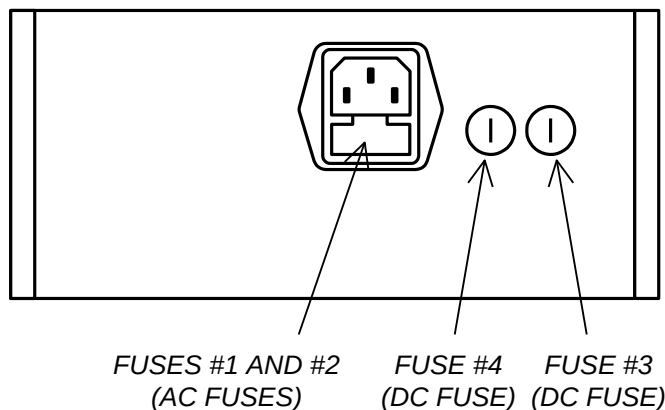 FUSES #1 AND #2
(AC FUSES)
FUSE #4
(DC FUSE)
FUSE #3
(DC FUSE)